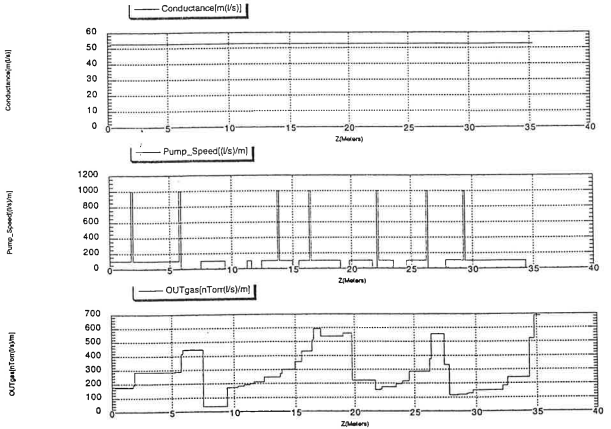 Conductance[m(l/s)]
60
50
40
30
20
10
0
Conductance[m(l/s)]
0 5 10 15 20 25 30 35 40
Z(Meters)
Pump_Speed[(l/s)/m]
1200
1000
800
600
400
200
0
Pump_Speed[(l/s)/m]
0 5 10 15 20 25 30 35 40
Z(Meters)
OUTgas[nTorr(l/s)/m]
700
600
500
400
300
200
100
0
OUTgas[nTorr(l/s)/m]
0 5 10 15 20 25 30 35 40
Z(Meters)